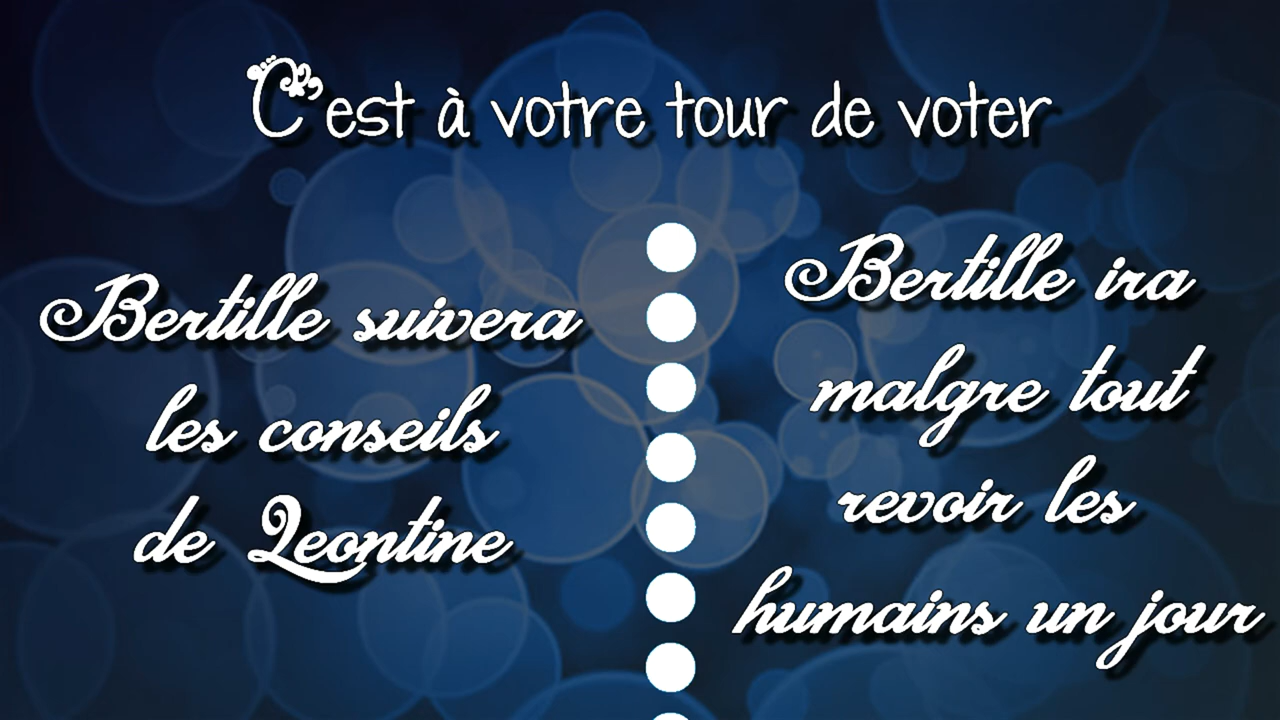 C'est à votre tour de voter
Bertille suivera
les conseils
de Leontine
Bertille ira
malgre tout
revoir les
humains un jour